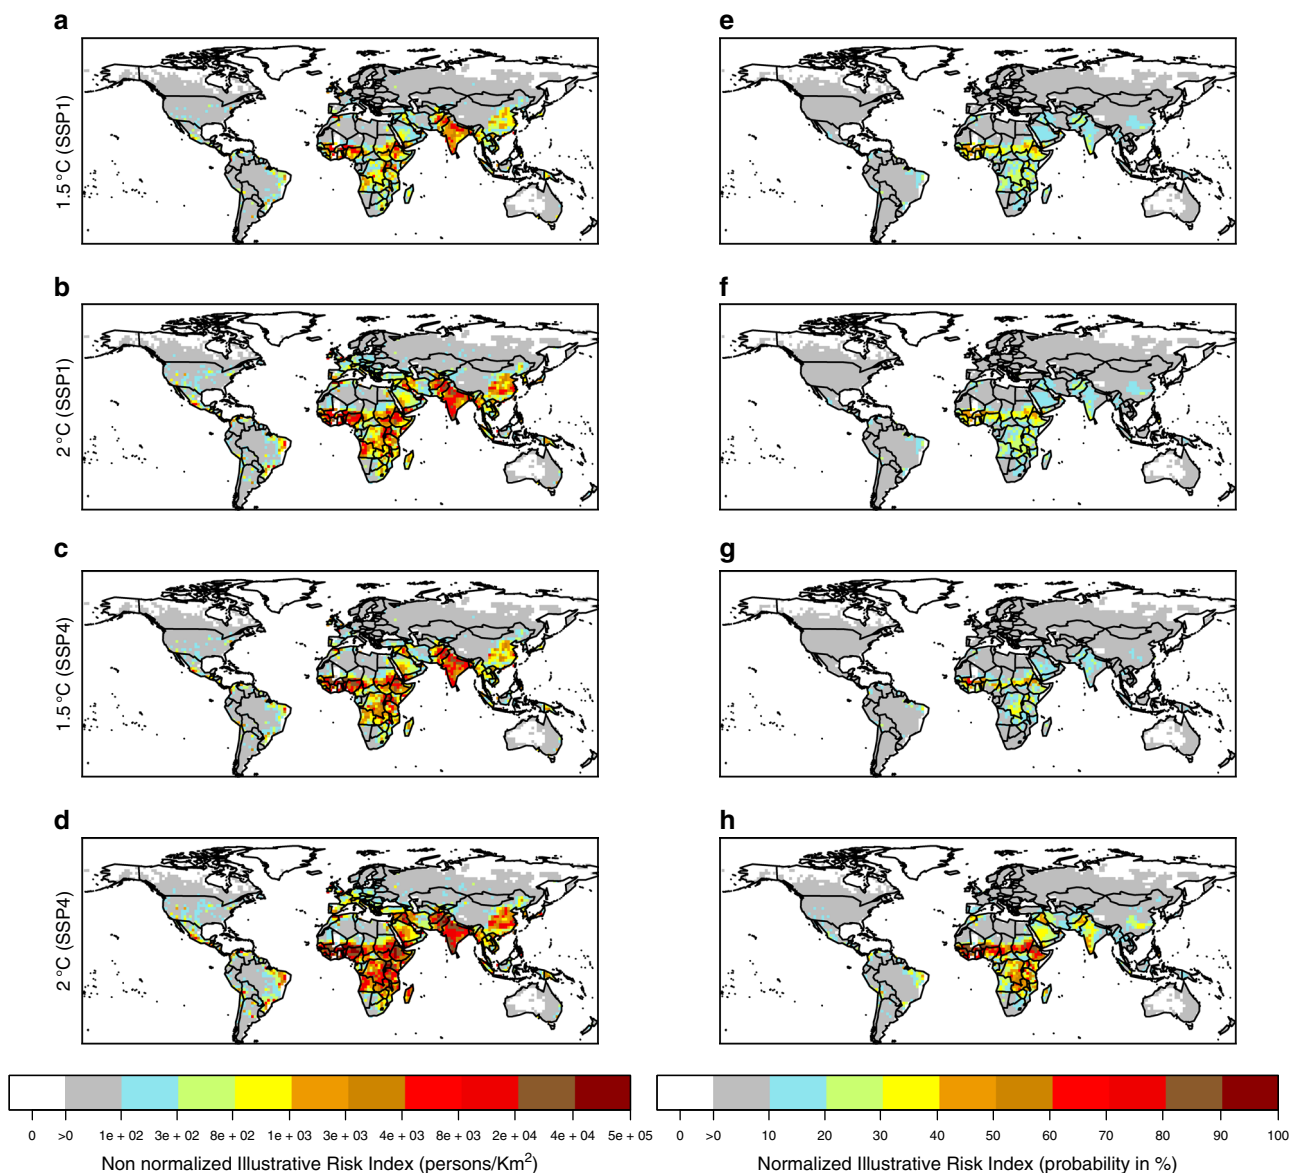 a
e
1.5 °C (SSP1)
b
f
2 °C (SSP1)
c
g
1.5 °C (SSP4)
d
h
2 °C (SSP4)
0 >0 1e + 02 3e + 02 8e + 02 1e + 03 3e + 03 4e + 03 8e + 03 2e + 04 4e + 04 5e + 05
Non normalized Illustrative Risk Index (persons/Km²)
0 >0 10 20 30 40 50 60 70 80 90 100
Normalized Illustrative Risk Index (probability in %)